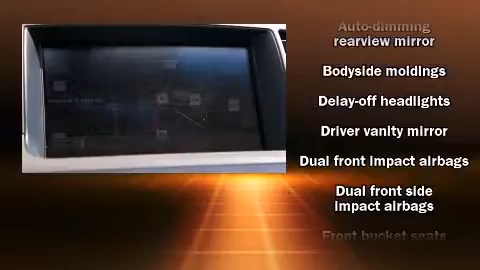 Auto-dimming
rearview mirror
Bodyside moldings
Delay-off headlights
Driver vanity mirror
Dual front impact airbags
Dual front side
impact airbags
Front bucket seats